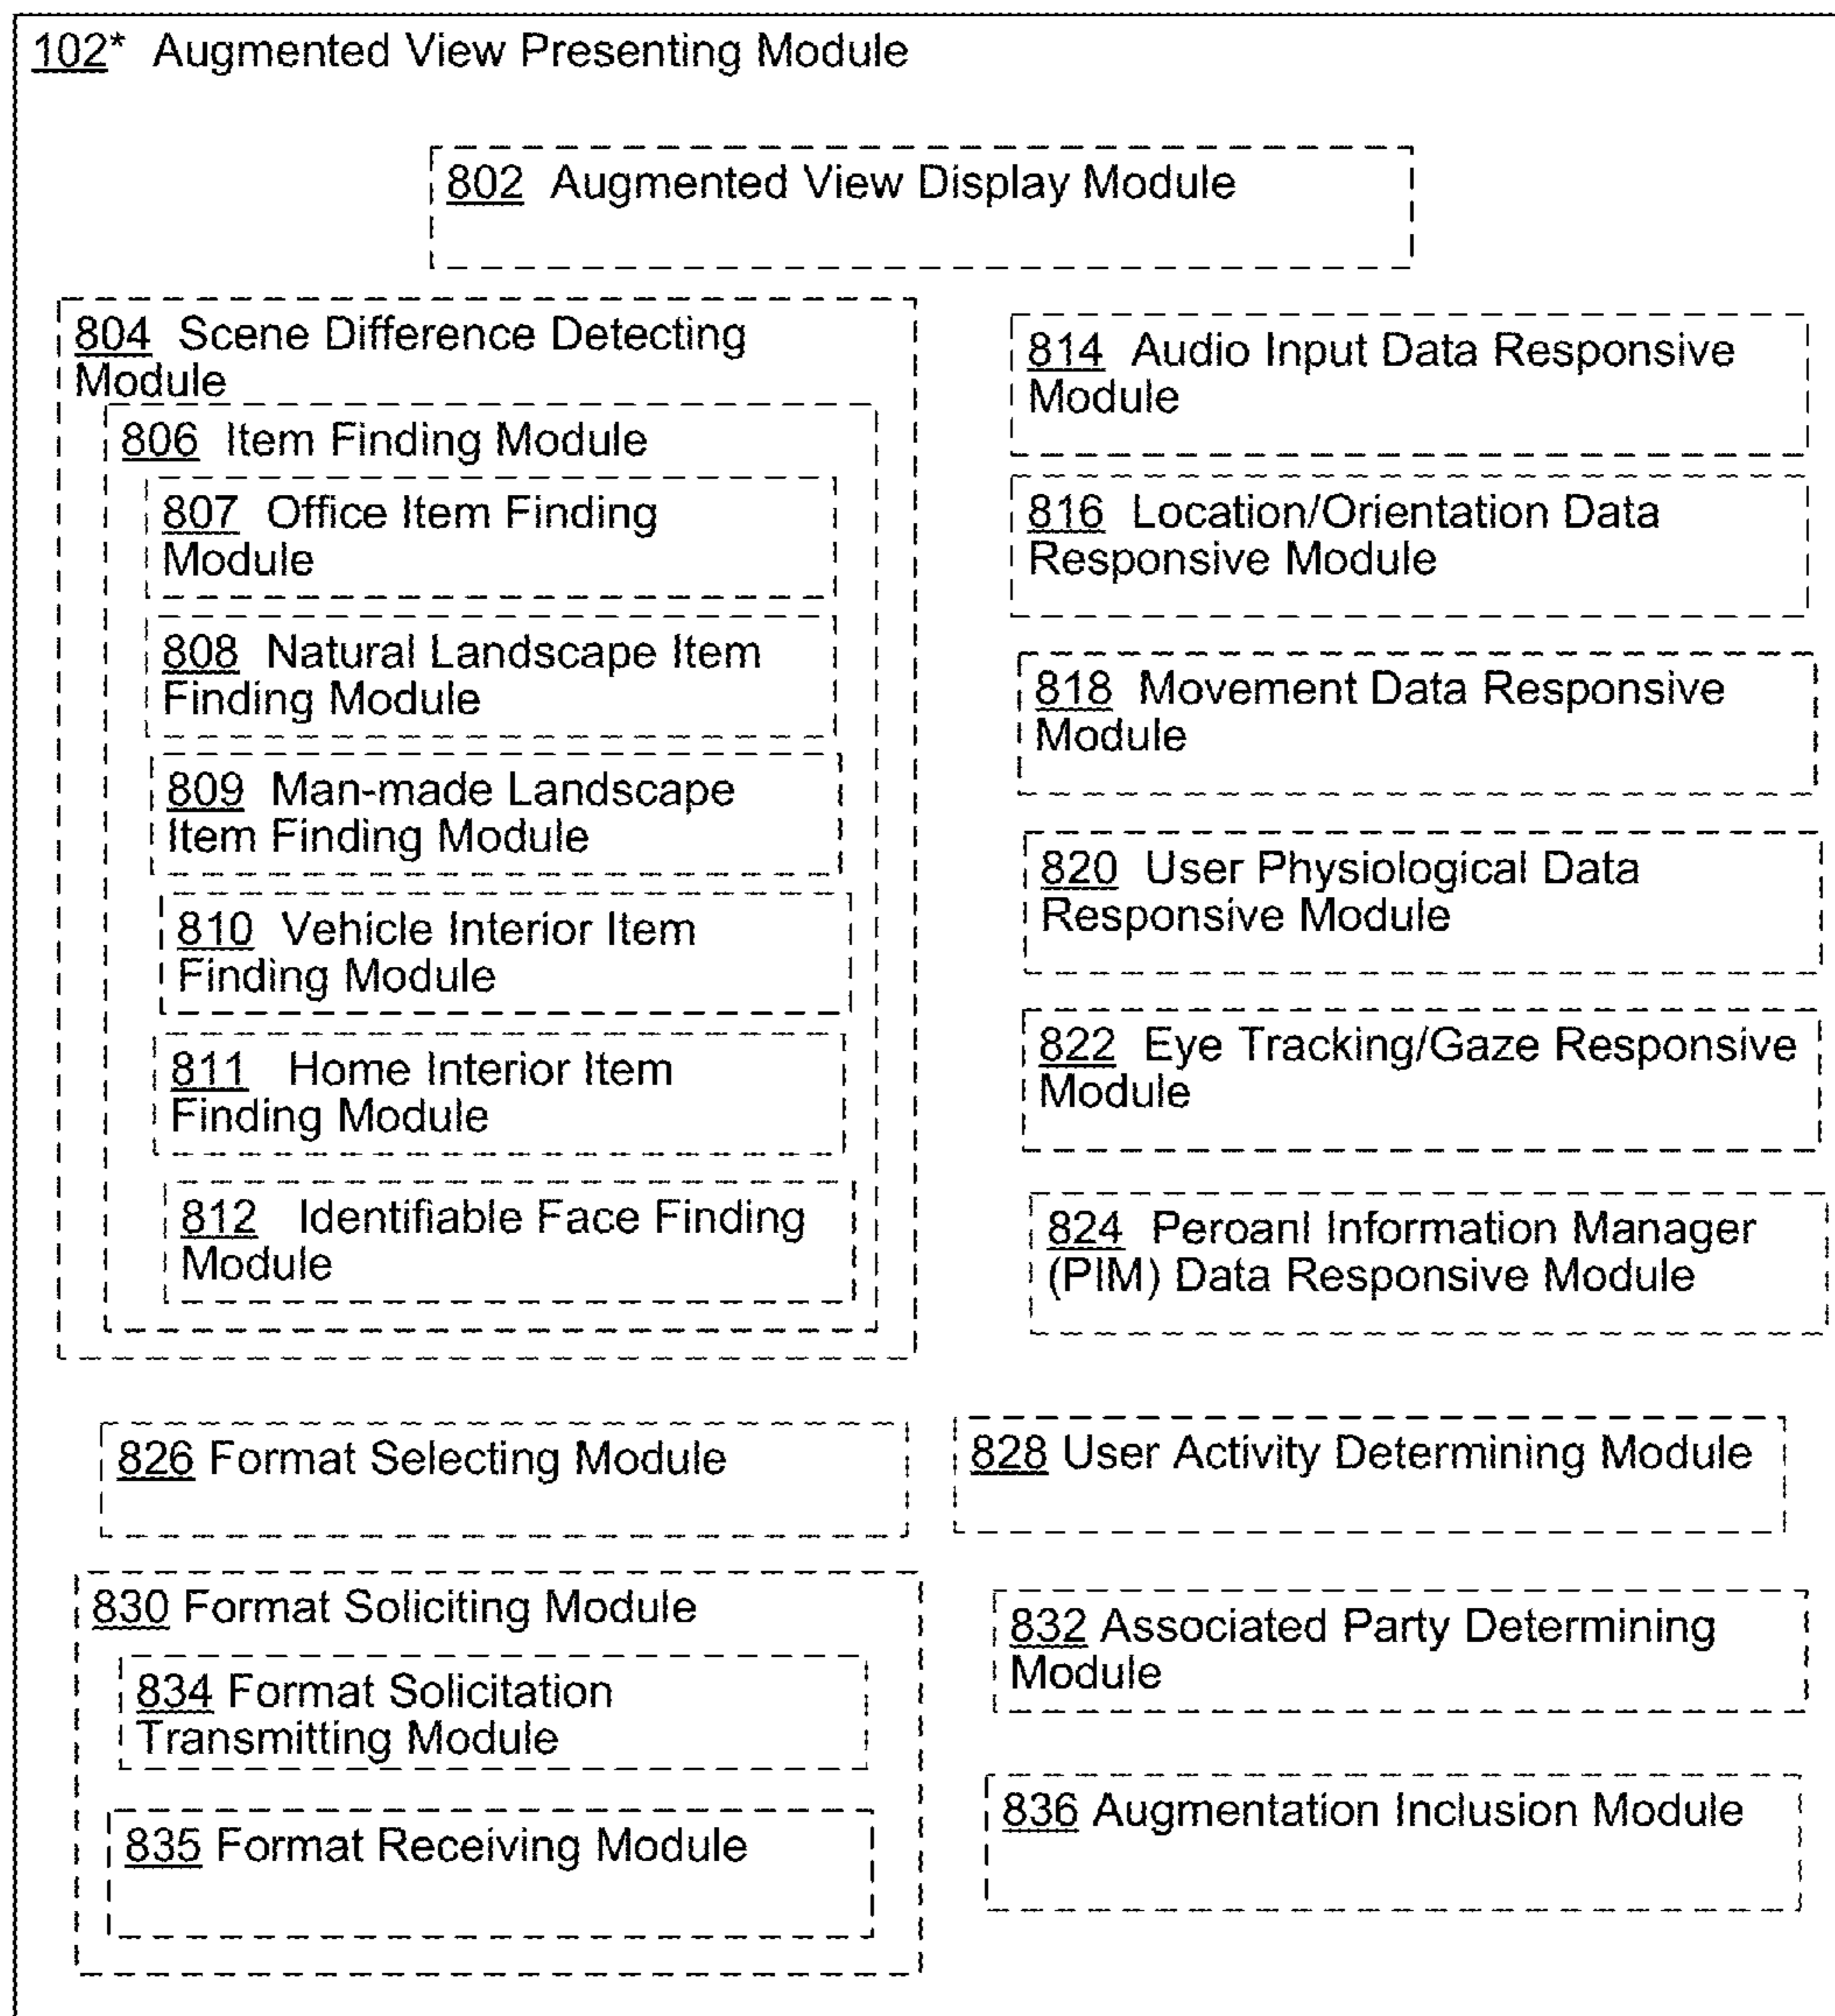 102* Augmented View Presenting Module
802 Augmented View Display Module
804 Scene Difference Detecting
Module
806 Item Finding Module
807 Office Item Finding
Module
808 Natural Landscape Item
Finding Module
809 Man-made Landscape
Item Finding Module
810 Vehicle Interior Item
Finding Module
811 Home Interior Item
Finding Module
812 Identifiable Face Finding
Module
814 Audio Input Data Responsive
Module
816 Location/Orientation Data
Responsive Module
818 Movement Data Responsive
Module
820 User Physiological Data
Responsive Module
822 Eye Tracking/Gaze Responsive
Module
824 Peroanl Information Manager
(PIM) Data Responsive Module
826 Format Selecting Module
828 User Activity Determining Module
830 Format Soliciting Module
834 Format Solicitation
Transmitting Module
835 Format Receiving Module
832 Associated Party Determining
Module
836 Augmentation Inclusion Module